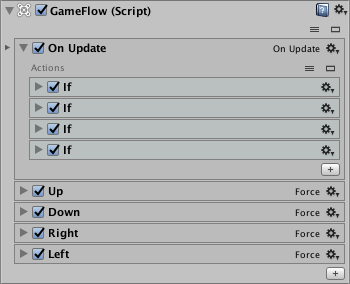 GameFlow (Script)
On Update On Update
Actions
If
If
If
If
Up Force
Down Force
Right Force
Left Force